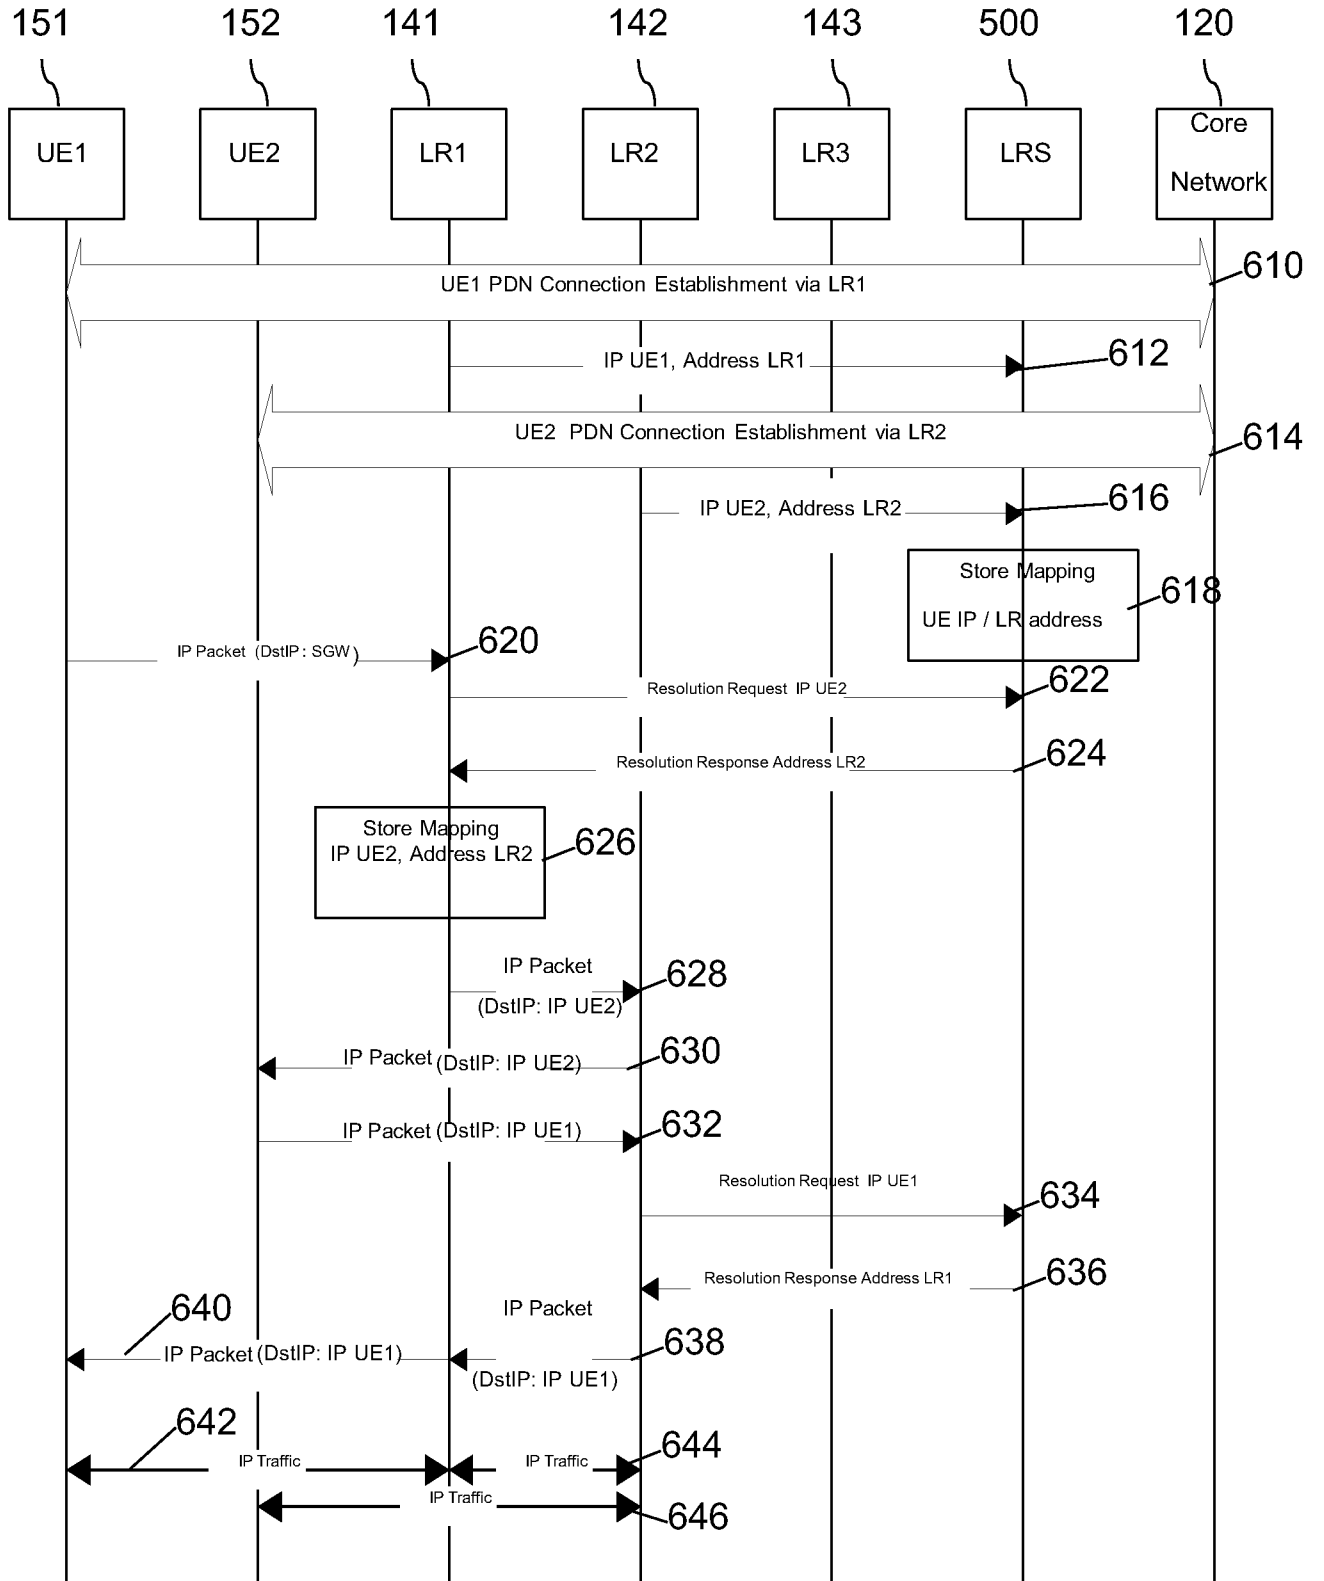 151 152 141 142 143 500 120
UE1 UE2 LR1 LR2 LR3 LRS Core
Network
UE1 PDN Connection Establishment via LR1 610
IP UE1, Address LR1 612
UE2 PDN Connection Establishment via LR2 614
IP UE2, Address LR2 616
Store Mapping
UE IP / LR address 618
IP Packet (DstIP: SGW) 620
Resolution Request IP UE2 622
Resolution Response Address LR2 624
Store Mapping
IP UE2, Address LR2 626
IP Packet 628
(DstIP: IP UE2)
IP Packet (DstIP: IP UE2) 630
IP Packet (DstIP: IP UE1) 632
Resolution Request IP UE1 634
Resolution Response Address LR1 636
IP Packet
640 IP Packet (DstIP: IP UE1) 638
(DstIP: IP UE1)
642 IP Traffic IP Traffic 644
IP Traffic 646